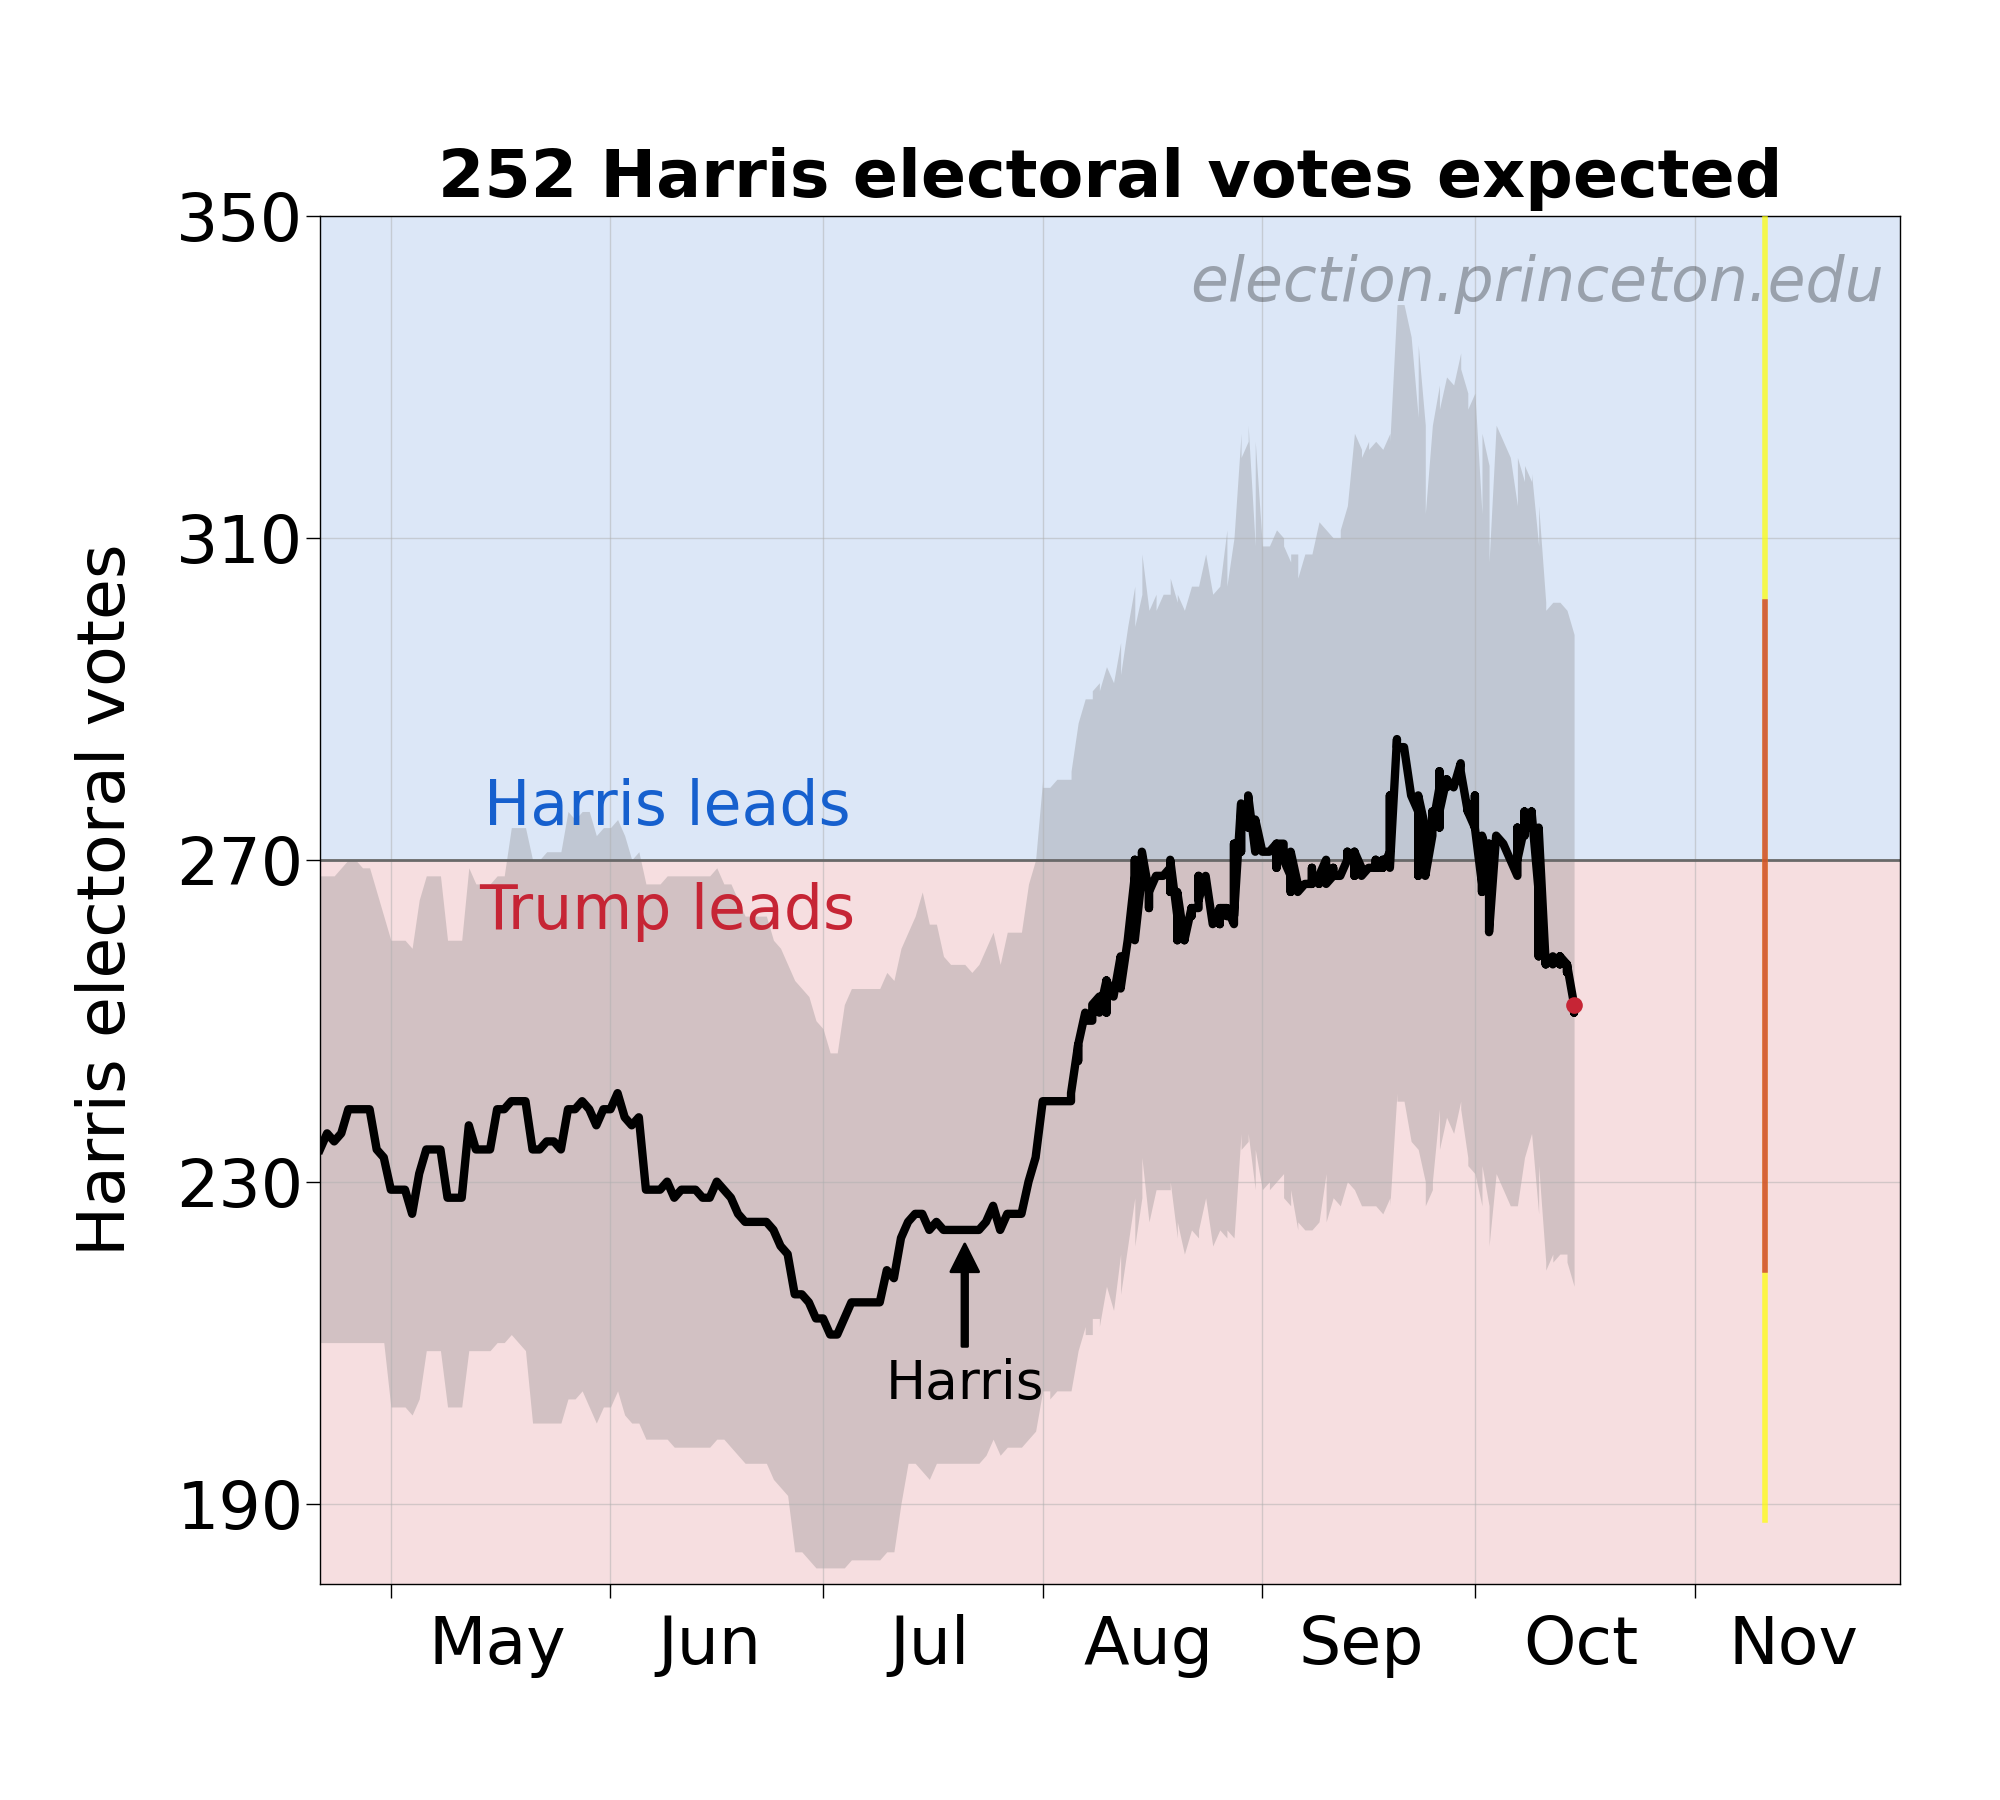 252 Harris electoral votes expected
election.princeton.edu
350
310
270
230
190
Harris electoral votes
Harris leads
Trump leads
Harris
May Jun Jul Aug Sep Oct Nov